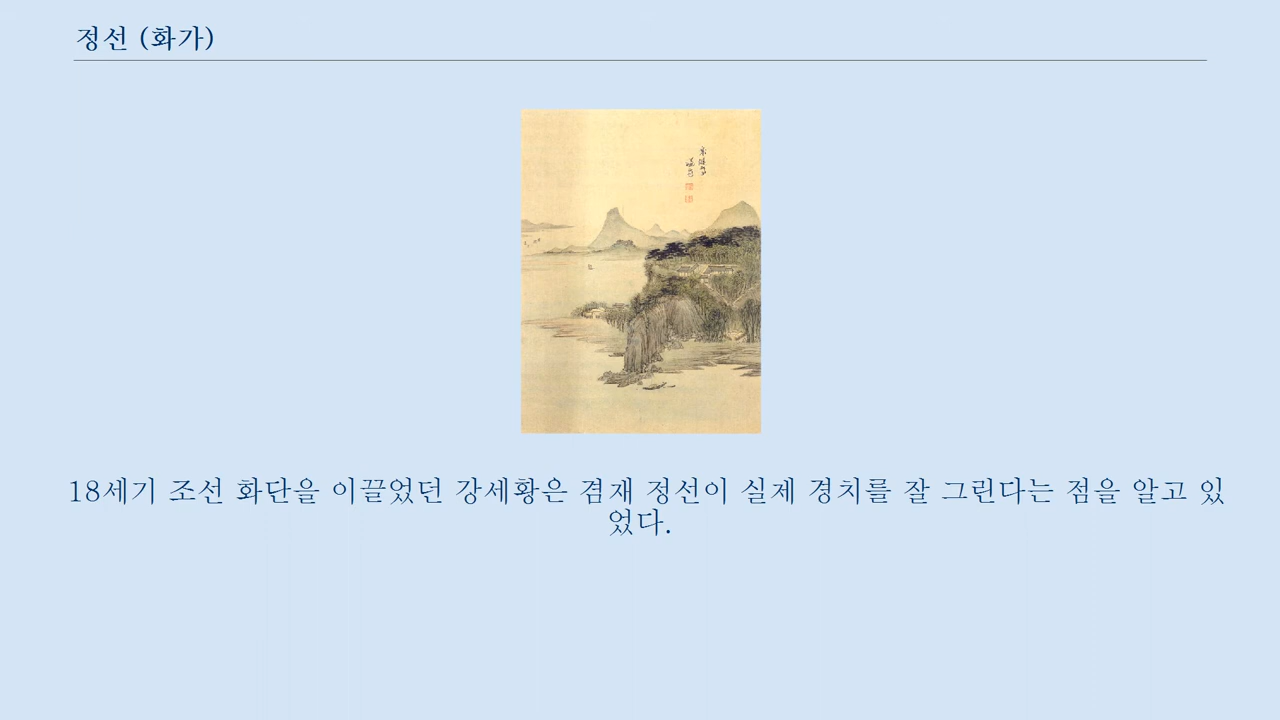 정선 (화가)
18세기 조선 화단을 이끌었던 강세황은 겸재 정선이 실제 경치를 잘 그린다는 점을 알고 있
었다.